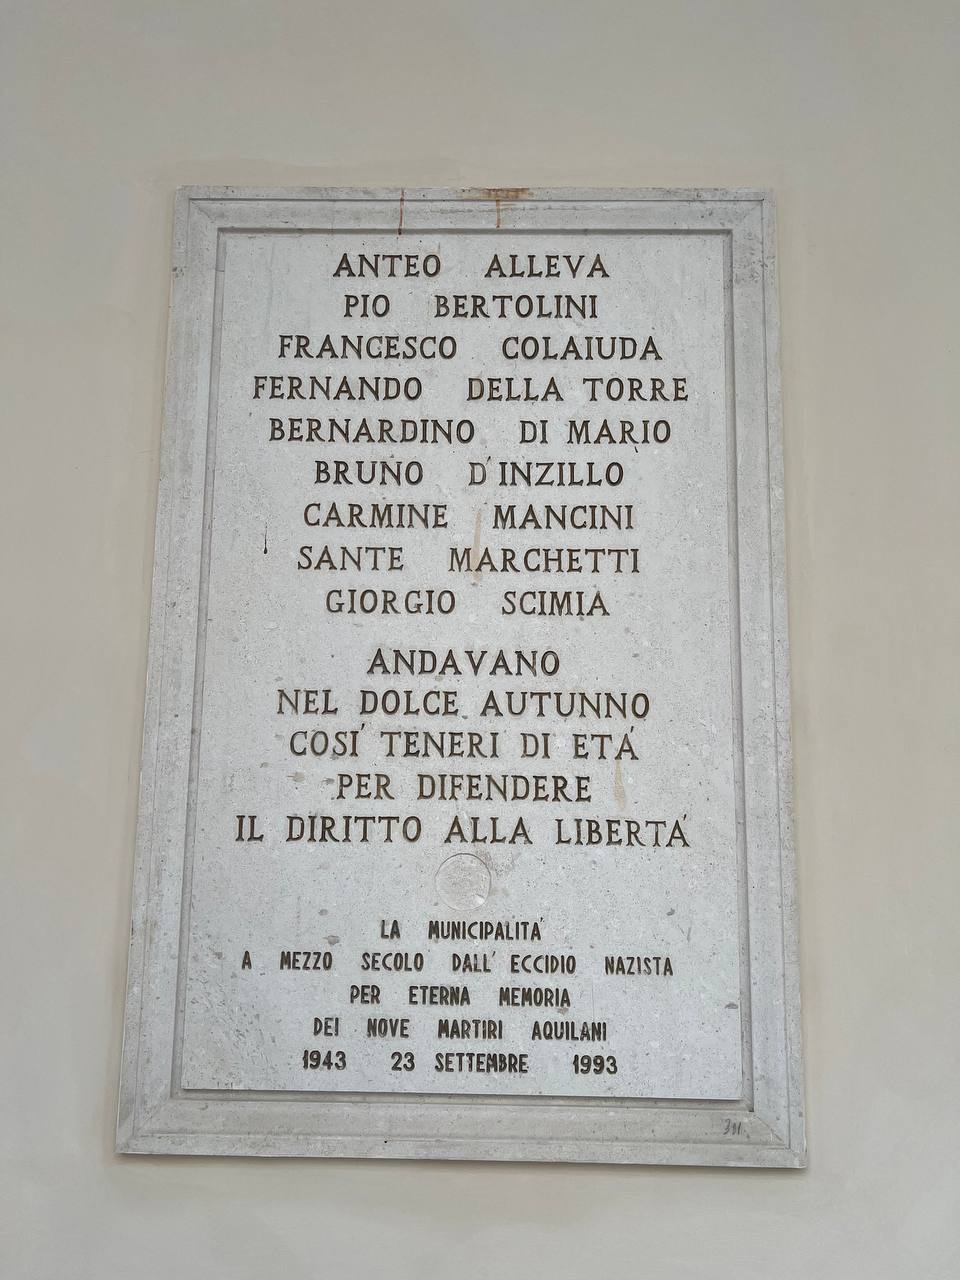 ANTEO ALLEVA
PIO BERTOLINI
FRANCESCO COLAIUDA
FERNANDO DELLA TORRE
BERNARDINO DI MARIO
BRUNO D'INZILLO
CARMINE MANCINI
SANTE MARCHETTI
GIORGIO SCIMIA
ANDAVANO
NEL DOLCE AUTUNNO
COSI' TENERI DI ETA'
PER DIFENDERE
IL DIRITTO ALLA LIBERTA'
LA MUNICIPALITA'
A MEZZO SECOLO DALL' ECCIDIO NAZISTA
PER ETERNA MEMORIA
DEI NOVE MARTIRI AQUILANI
1943 23 SETTEMBRE 1993